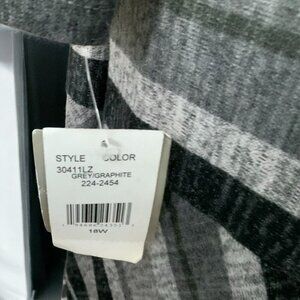 STYLE COLOR
30411LZ
GREY/GRAPHITE
224-2454
18W